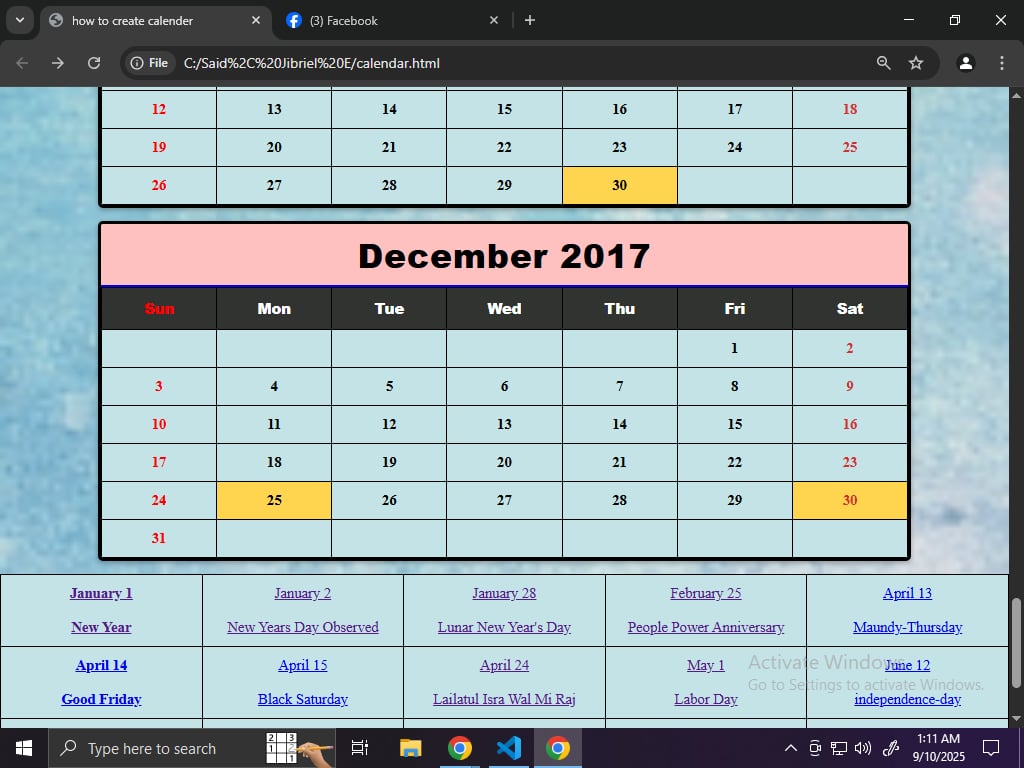 how to create calender
(3) Facebook
File C:/Said%2C%20Jibriel%20E/calendar.html
12 13 14 15 16 17 18
19 20 21 22 23 24 25
26 27 28 29 30
December 2017
Sun Mon Tue Wed Thu Fri Sat
1 2
3 4 5 6 7 8 9
10 11 12 13 14 15 16
17 18 19 20 21 22 23
24 25 26 27 28 29 30
31
January 1 January 2 January 28 February 25 April 13
New Year New Years Day Observed Lunar New Year's Day People Power Anniversary Maundy-Thursday
April 14 April 15 April 24 May 1 June 12
Good Friday Black Saturday Lailatul Isra Wal Mi Raj Labor Day independence-day
Activate Windows
Go to Settings to activate Windows.
Type here to search
2 3
1 2
1
1:11 AM
9/10/2025